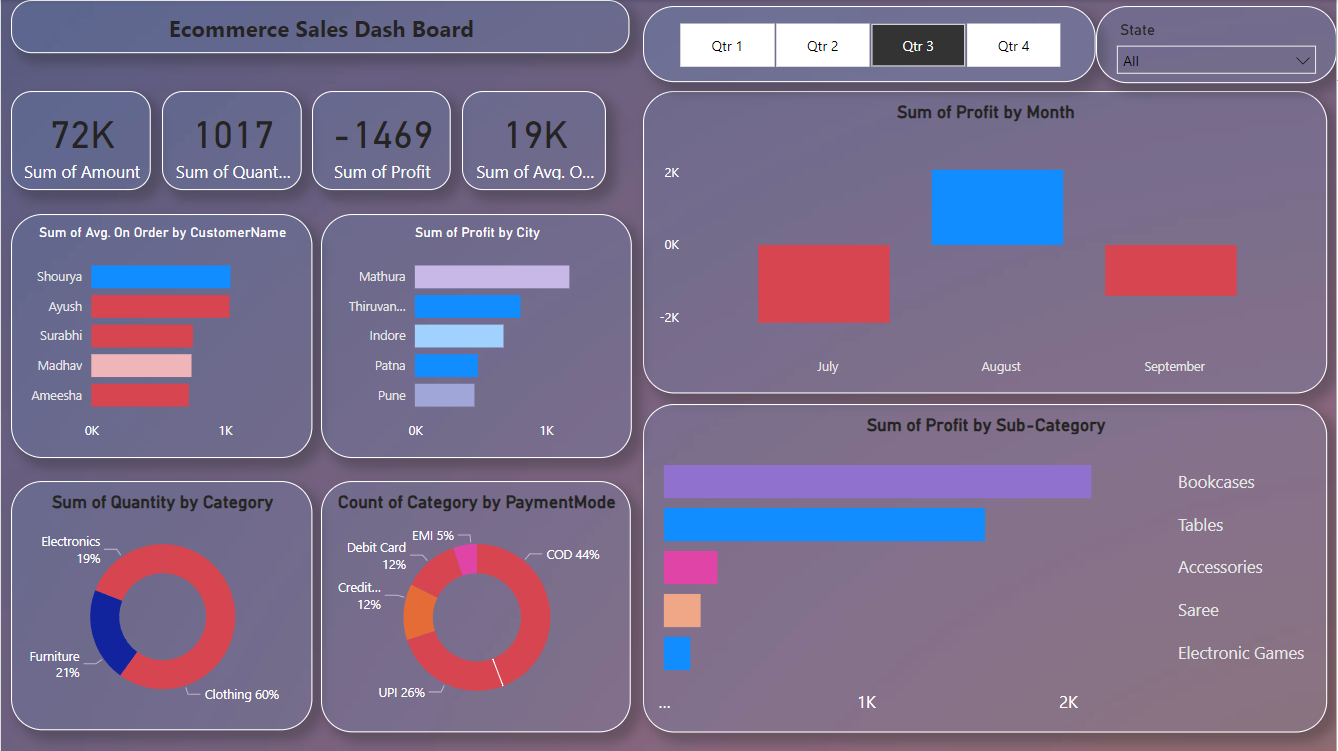 Ecommerce Sales Dash Board
Qtr 1
Qtr 2
Qtr 3
Qtr 4
State
All
72K
Sum of Amount
1017
Sum of Quant...
-1469
Sum of Profit
19K
Sum of Avg. O...
Sum of Avg. On Order by CustomerName
Shourya
Ayush
Surabhi
Madhav
Ameesha
0K 1K
Sum of Profit by City
Mathura
Thiruvan...
Indore
Patna
Pune
0K 1K
Sum of Profit by Month
2K
0K
-2K
July August September
Sum of Quantity by Category
Electronics
19%
Furniture
21%
Clothing 60%
Count of Category by PaymentMode
EMI 5%
Debit Card
12%
Credit...
12%
UPI 26%
COD 44%
Sum of Profit by Sub-Category
Bookcases
Tables
Accessories
Saree
Electronic Games
... 1K 2K